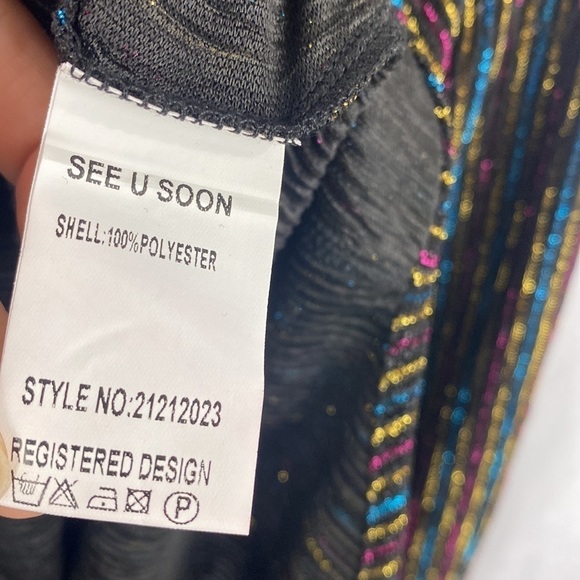 SEE U SOON
SHELL:100%POLYESTER
STYLE NO:21212023
REGISTERED DESIGN
P